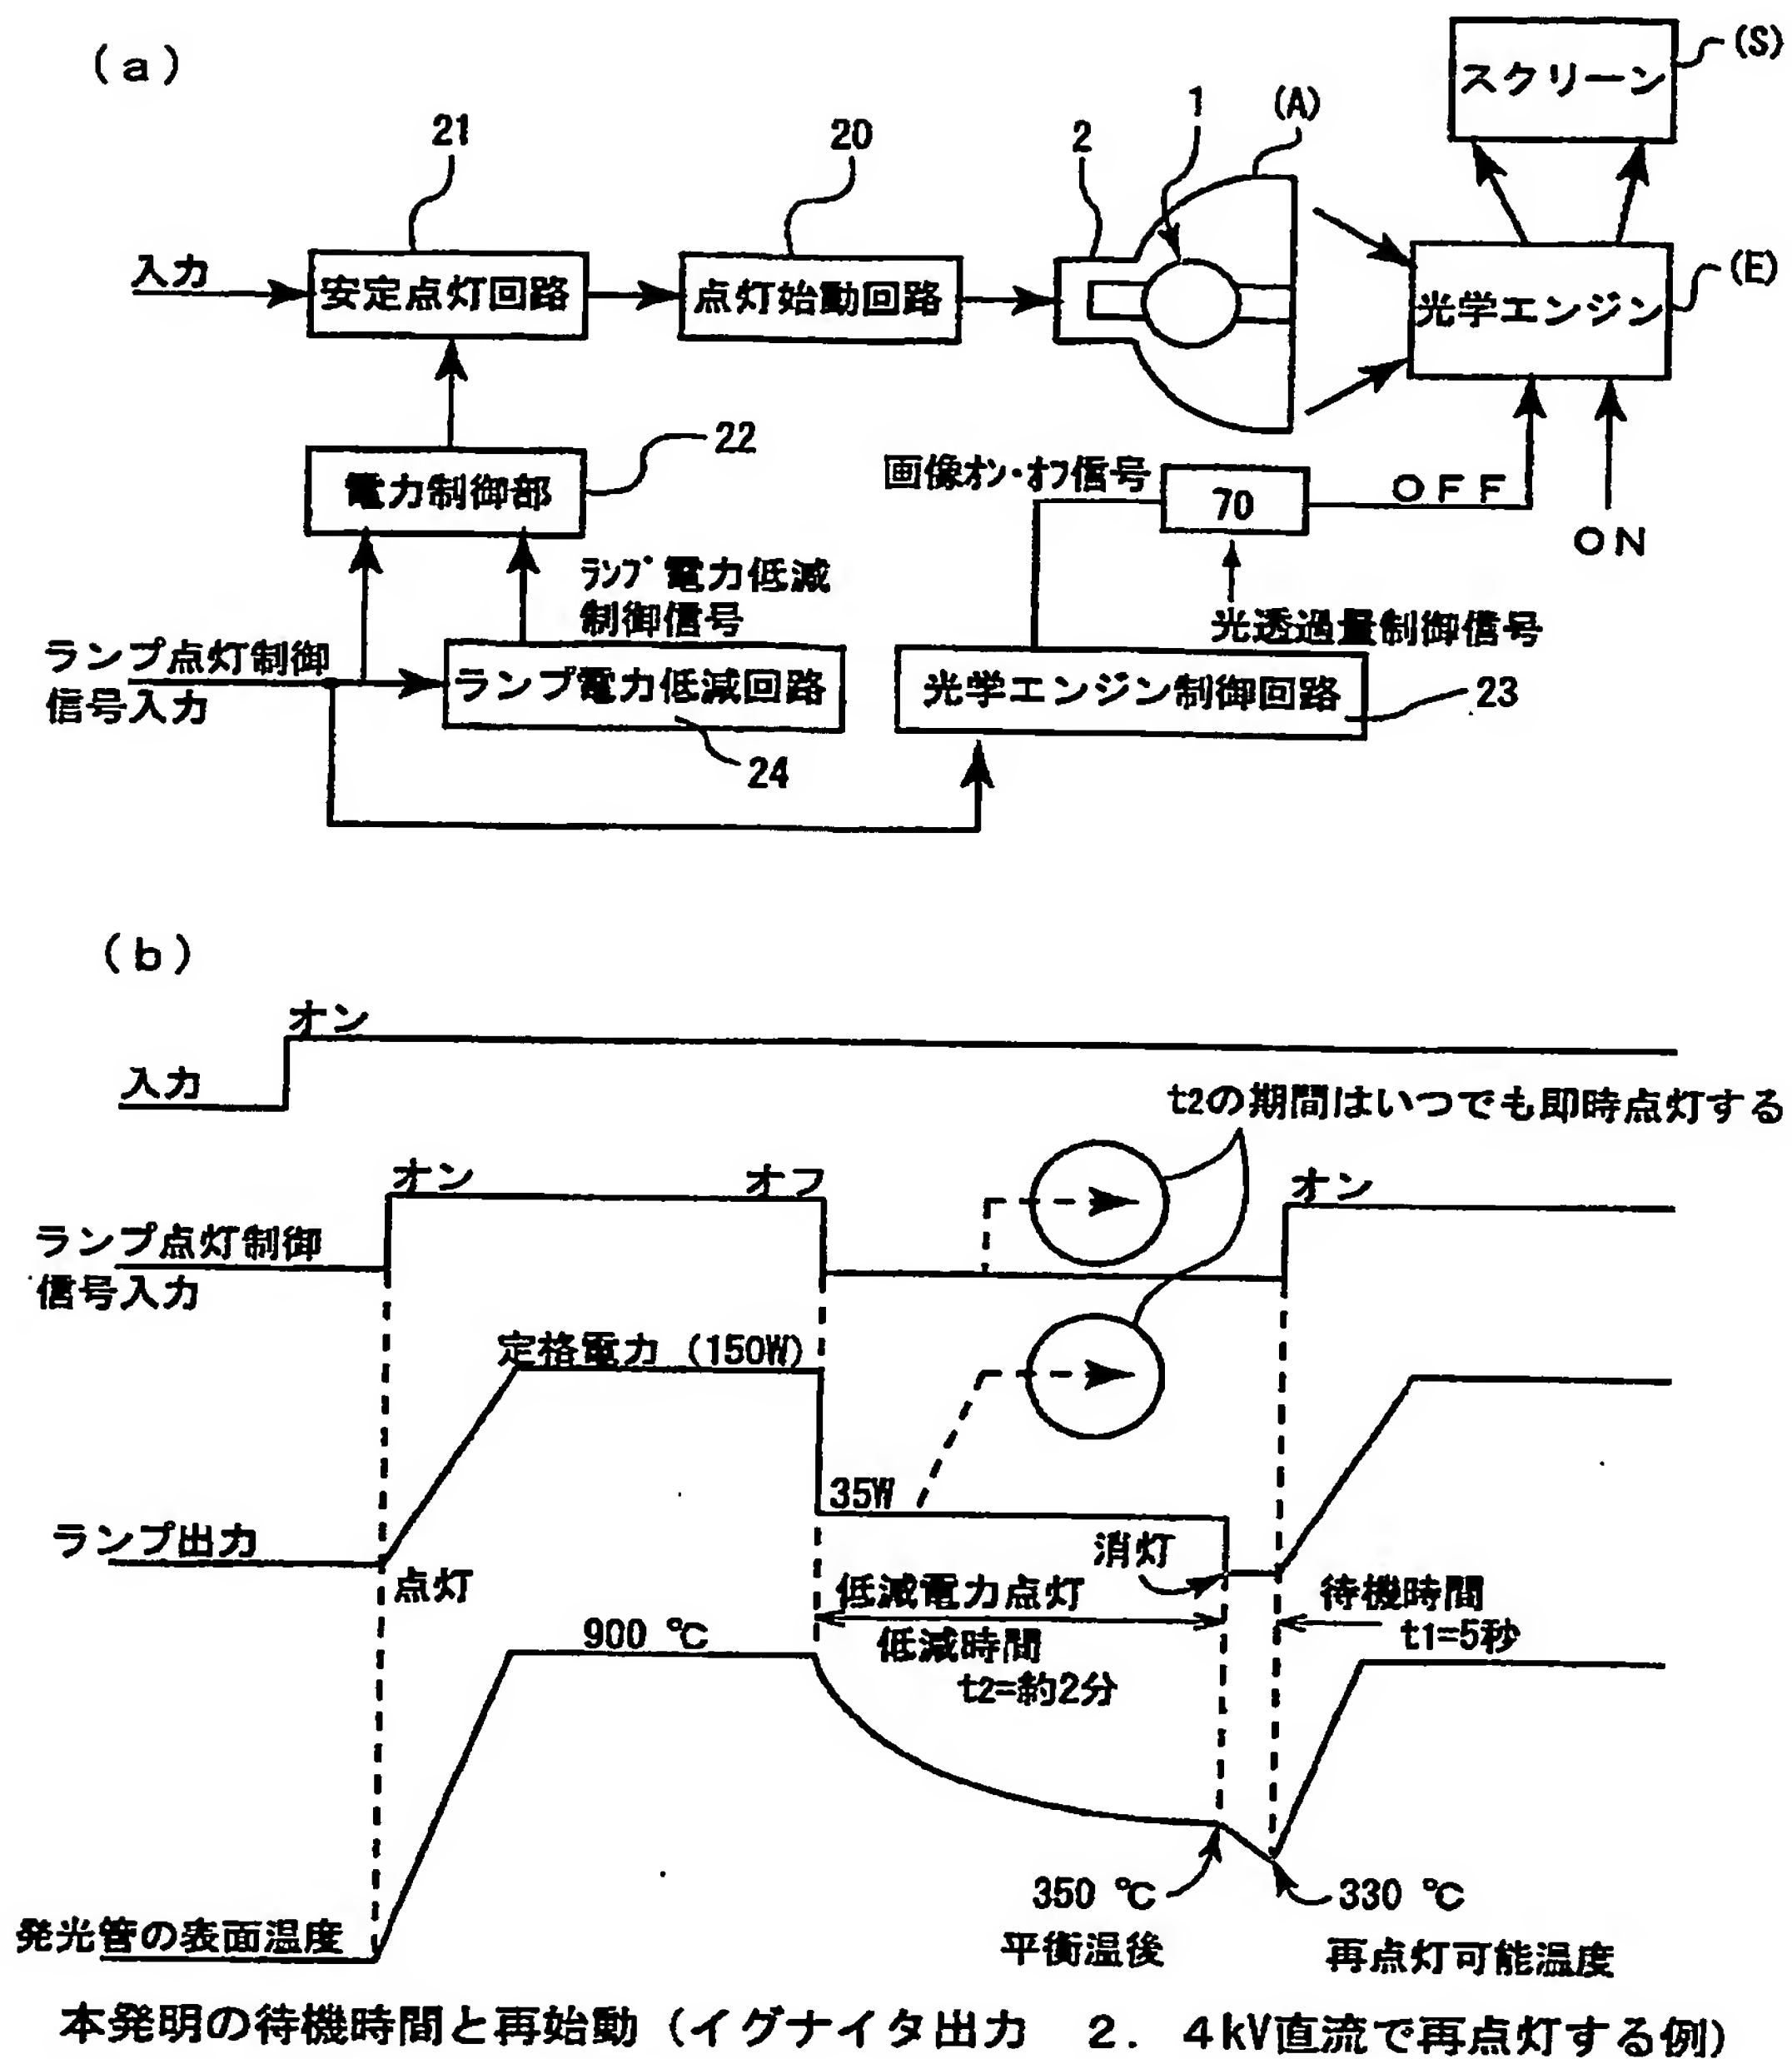 (a)
スクリーン
(S)
21
20
2
1
(A)
入力
安定点灯回路
点灯始動回路
光学エンジン
(E)
22
電力制御部
画像ｵﾝ・ｵﾌ信号
70
OFF
ON
ﾗﾝﾌﾟ電力低減
制御信号
光透過量制御信号
ランプ点灯制御
信号入力
ランプ電力低減回路
光学エンジン制御回路
23
24
(b)
オン
入力
t2の期間はいつでも即時点灯する
オン
オフ
オン
ランプ点灯制御
信号入力
定格電力(150W)
35W
ランプ出力
点灯
消灯
低減電力点灯
待機時間
t1=5秒
900 ℃
低減時間
t2=約2分
350 ℃
平衡温後
330 ℃
再点灯可能温度
発光管の表面温度
本発明の待機時間と再始動(イグナイタ出力 2.4kV直流で再点灯する例)